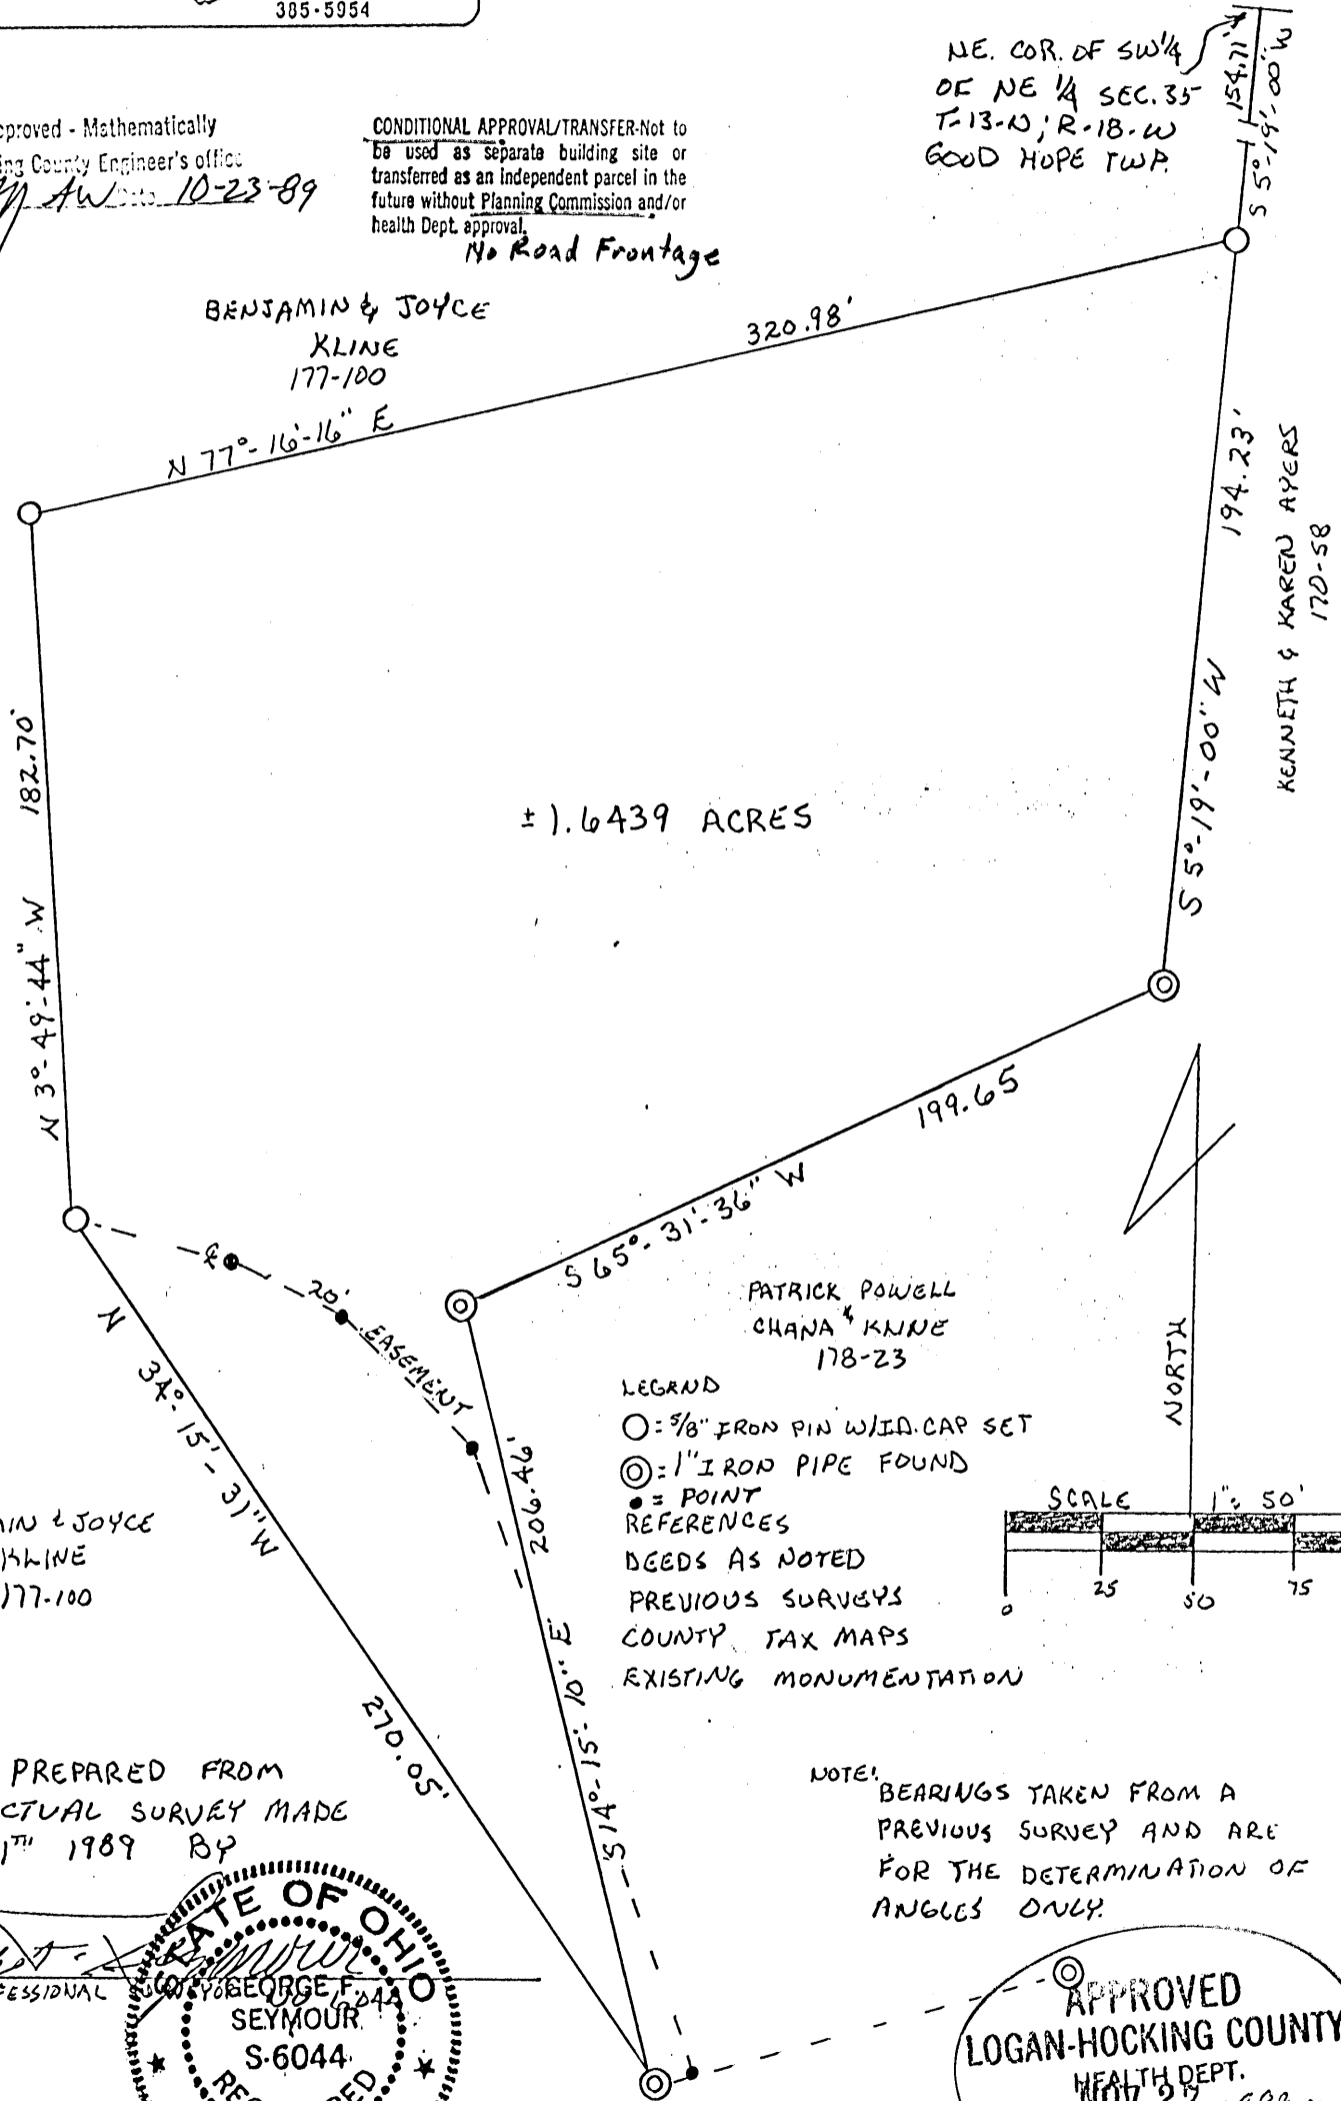 385-5954
NE. COR. OF SW 1/4
OF NE 1/4 SEC. 35
T-13-N; R-18-W
GOOD HOPE TWP.
154.71'
S 5°-19'-00" W
Approved - Mathematically
County Engineer's office
AW Date 10-23-89
CONDITIONAL APPROVAL/TRANSFER-Not to
be used as separate building site or
transferred as an independent parcel in the
future without Planning Commission and/or
health Dept. approval.
No Road Frontage
BENJAMIN & JOYCE
KLINE
177-100
N 77°-16'-16" E
320.98'
194.23'
S 5°-19'-00" W
KENNETH & KAREN AYERS
170-58
182.70'
N 3°-49'-44" W
± 1.6439 ACRES
199.65
S 65°-31'-36" W
20'
EASEMENT
PATRICK POWELL
&
CHANA KLINE
178-23
N 34°-15'-31" W
270.05'
206.46'
S 14°-15'-10" E
LEGEND
O = 5/8" IRON PIN W/ID. CAP SET
◎ = 1" IRON PIPE FOUND
• = POINT
REFERENCES
DEEDS AS NOTED
PREVIOUS SURVEYS
COUNTY TAX MAPS
EXISTING MONUMENTATION
NORTH
SCALE 1" = 50'
0 25 50 75
& JOYCE
KLINE
177-100
PREPARED FROM
ACTUAL SURVEY MADE
1989 BY
NOTE!
BEARINGS TAKEN FROM A
PREVIOUS SURVEY AND ARE
FOR THE DETERMINATION OF
ANGLES ONLY.
STATE OF OHIO
GEORGE F.
SEYMOUR
S-6044
APPROVED
LOGAN-HOCKING COUNTY
HEALTH DEPT.